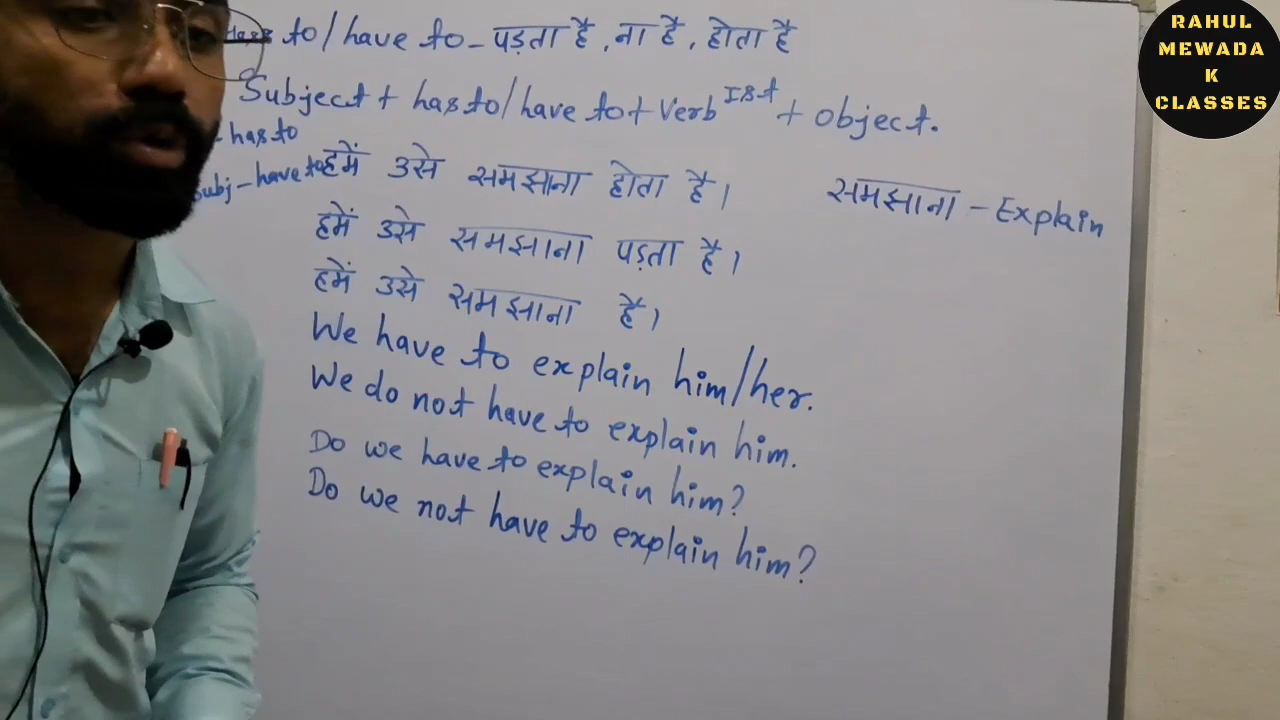 to/have to - पड़ता है, ना है, होता है
Subject + has to/have to + Verb Ist + object.
- has to
Subj - have to
हमें उसे समझाना होता है।
समझाना - Explain
हमें उसे समझाना पड़ता है।
हमें उसे समझाना है।
We have to explain him/her.
We do not have to explain him.
Do we have to explain him?
Do we not have to explain him?
RAHUL
MEWADA
K
CLASSES